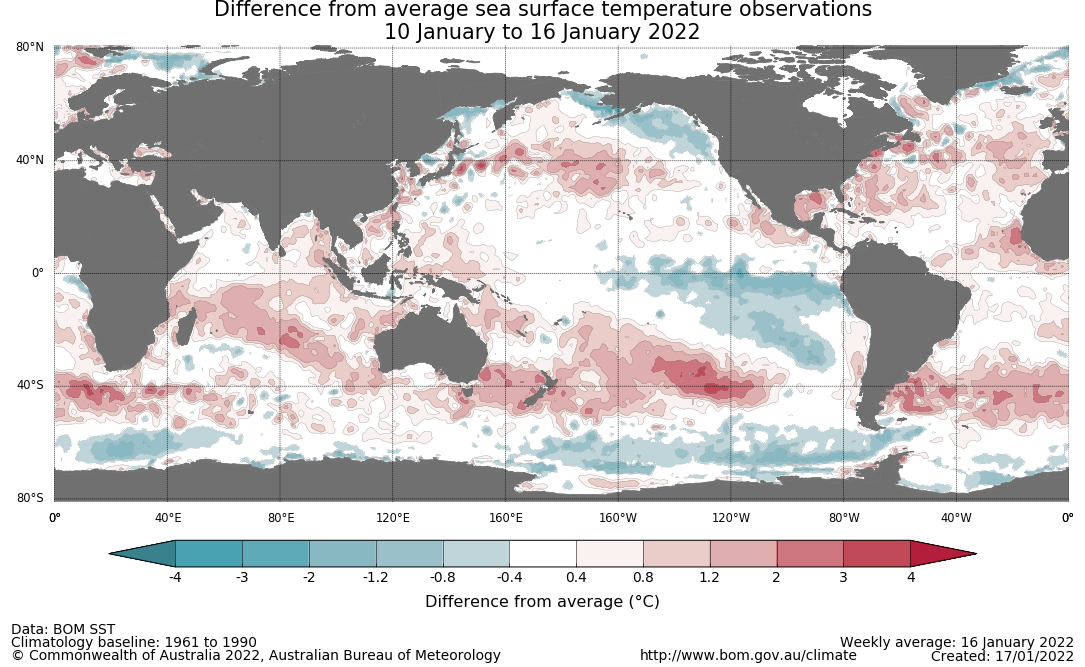 Difference from average sea surface temperature observations
10 January to 16 January 2022
80°N
40°N
0°
40°S
80°S
0° 40°E 80°E 120°E 160°E 160°W 120°W 80°W 40°W 0°
-4 -3 -2 -1.2 -0.8 -0.4 0.4 0.8 1.2 2 3 4
Difference from average (°C)
Data: BOM SST
Climatology baseline: 1961 to 1990 Weekly average: 16 January 2022
© Commonwealth of Australia 2022, Australian Bureau of Meteorology http://www.bom.gov.au/climate Created: 17/01/2022